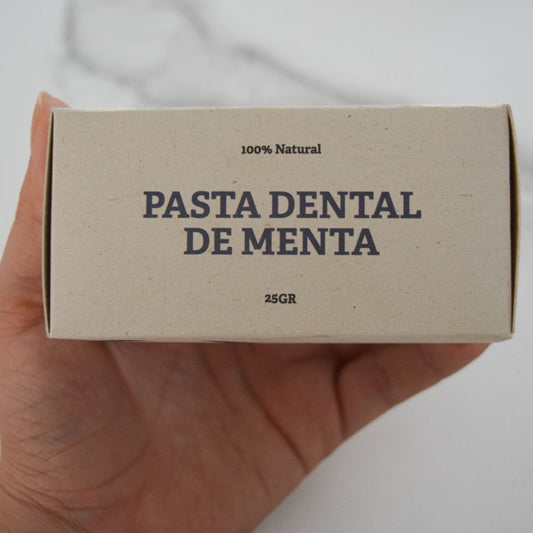 100% Natural
PASTA DENTAL
DE MENTA
25GR